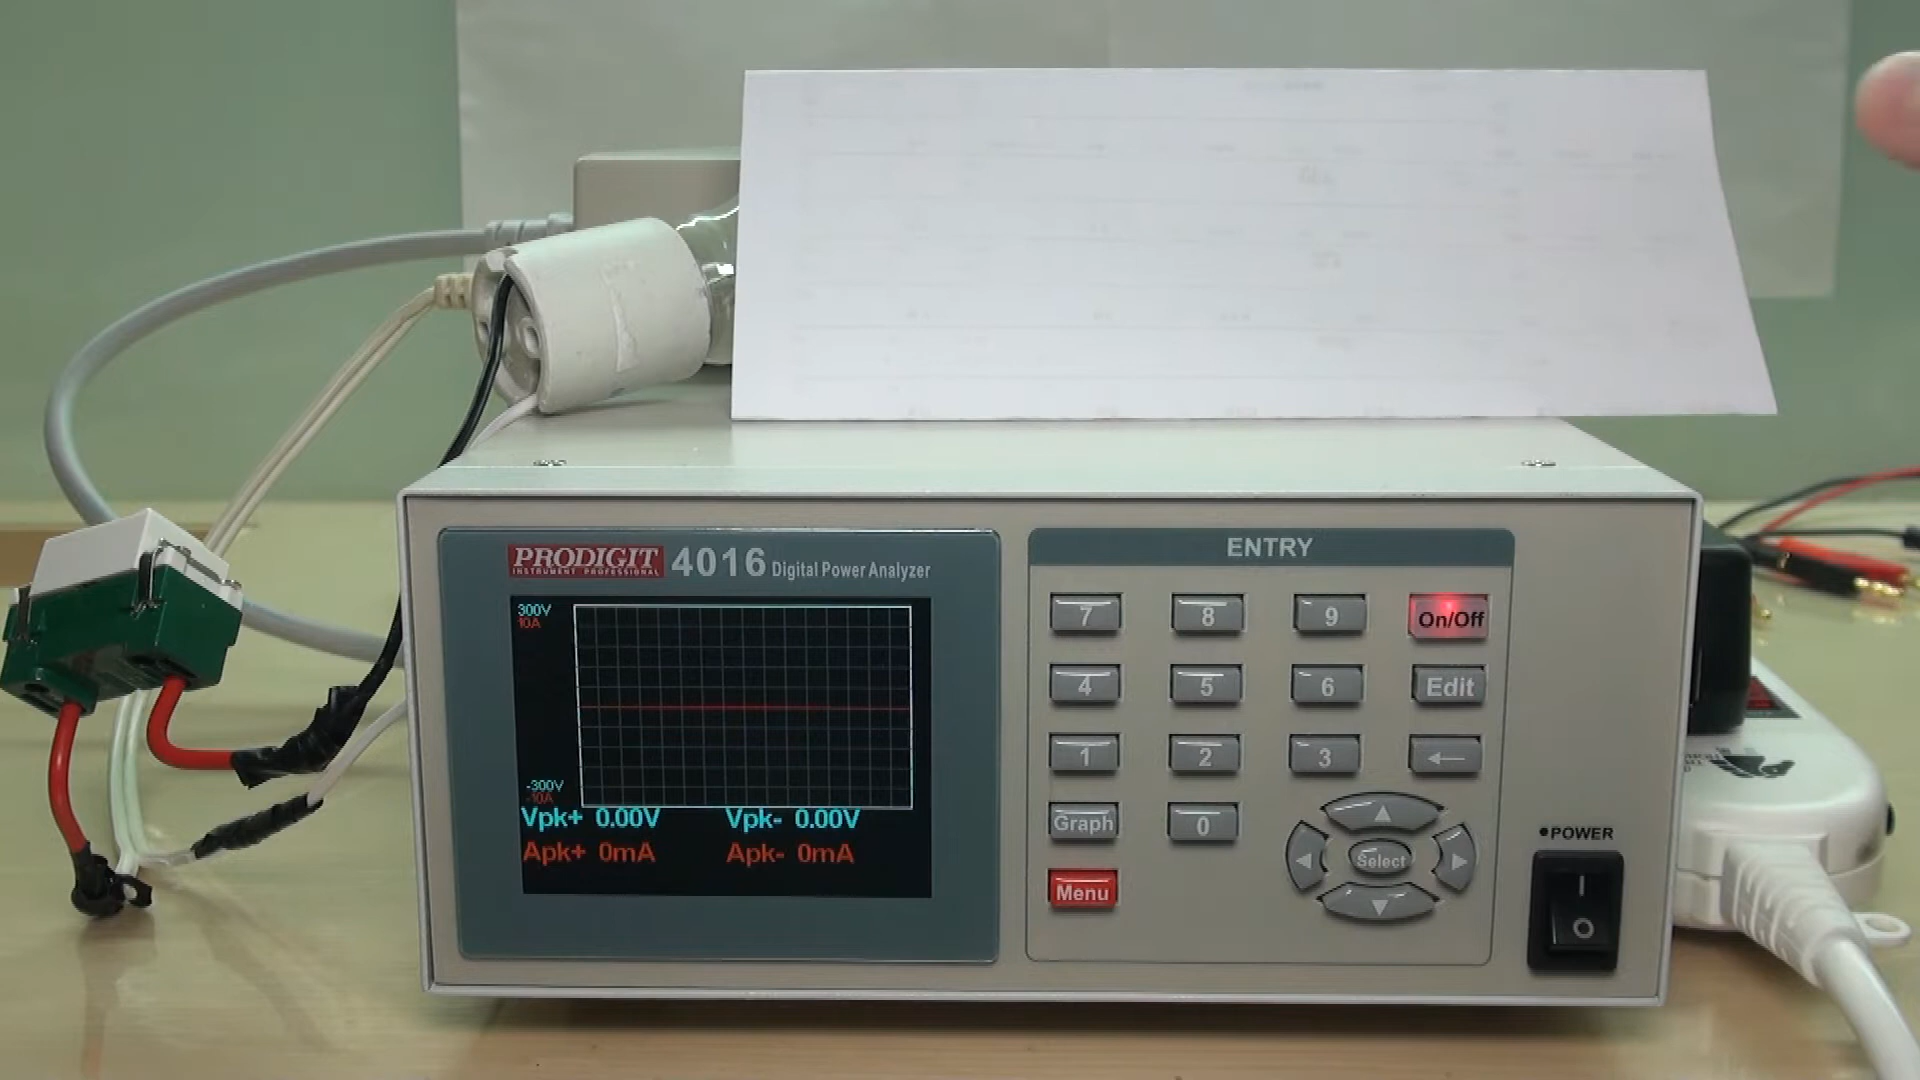 PRODIGIT 4016 Digital Power Analyzer
INSTRUMENT PROFESSIONAL
300V
10A
-300V
-10A
Vpk+ 0.00V Vpk- 0.00V
Apk+ 0mA Apk- 0mA
ENTRY
7 8 9 On/Off
4 5 6 Edit
1 2 3 ←
Graph 0
Menu
Select
POWER